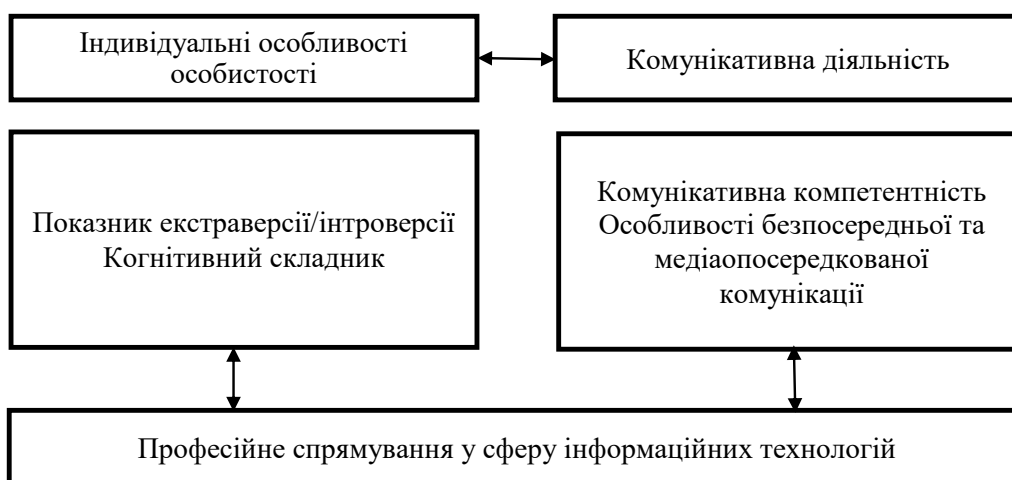 Індивідуальні особливості
особистості
Комунікативна діяльність
Показник екстраверсії/інтроверсії
Когнітивний складник
Комунікативна компетентність
Особливості безпосередньої та
медіаопосередкованої
комунікації
Професійне спрямування у сферу інформаційних технологій